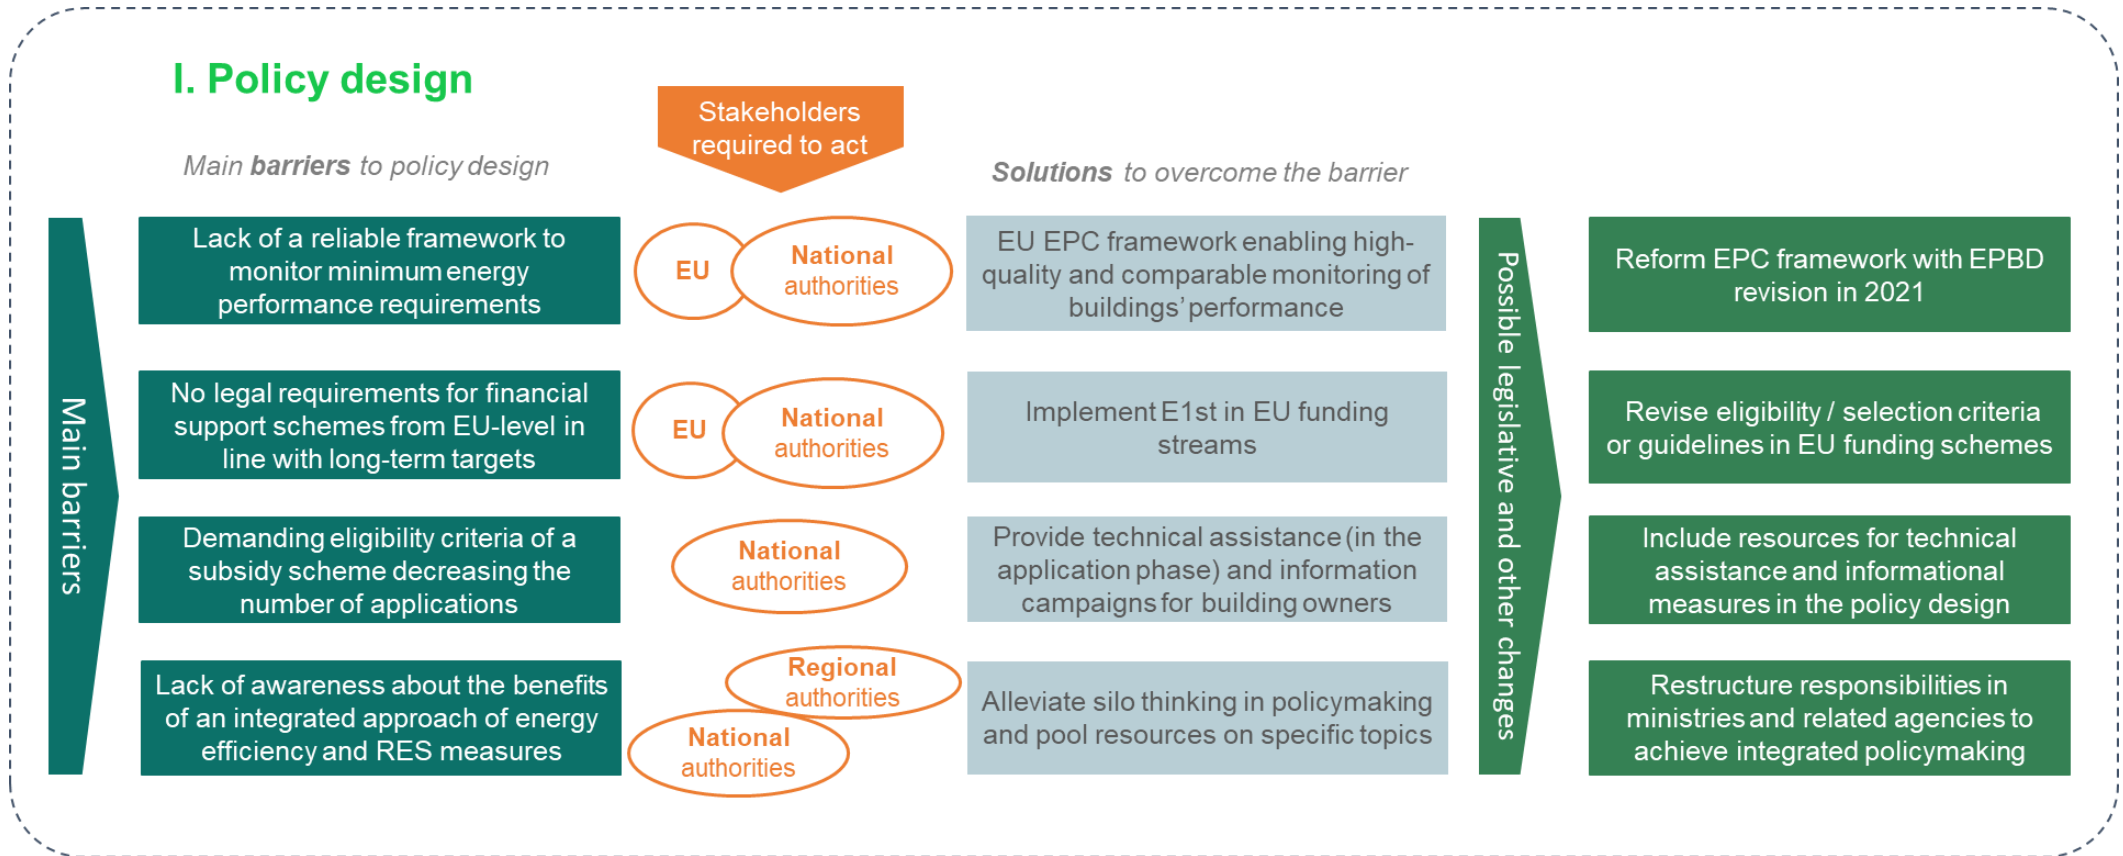 I. Policy design
Stakeholders
required to act
Main barriers to policy design
Solutions to overcome the barrier
Main barriers
Lack of a reliable framework to
monitor minimum energy
performance requirements
EU
National
authorities
EU EPC framework enabling high-
quality and comparable monitoring of
buildings' performance
Possible legislative and other changes
Reform EPC framework with EPBD
revision in 2021
No legal requirements for financial
support schemes from EU-level in
line with long-term targets
EU
National
authorities
Implement E1st in EU funding
streams
Revise eligibility / selection criteria
or guidelines in EU funding schemes
Demanding eligibility criteria of a
subsidy scheme decreasing the
number of applications
National
authorities
Provide technical assistance (in the
application phase) and information
campaigns for building owners
Include resources for technical
assistance and informational
measures in the policy design
Lack of awareness about the benefits
of an integrated approach of energy
efficiency and RES measures
Regional
authorities
National
authorities
Alleviate silo thinking in policymaking
and pool resources on specific topics
Restructure responsibilities in
ministries and related agencies to
achieve integrated policymaking